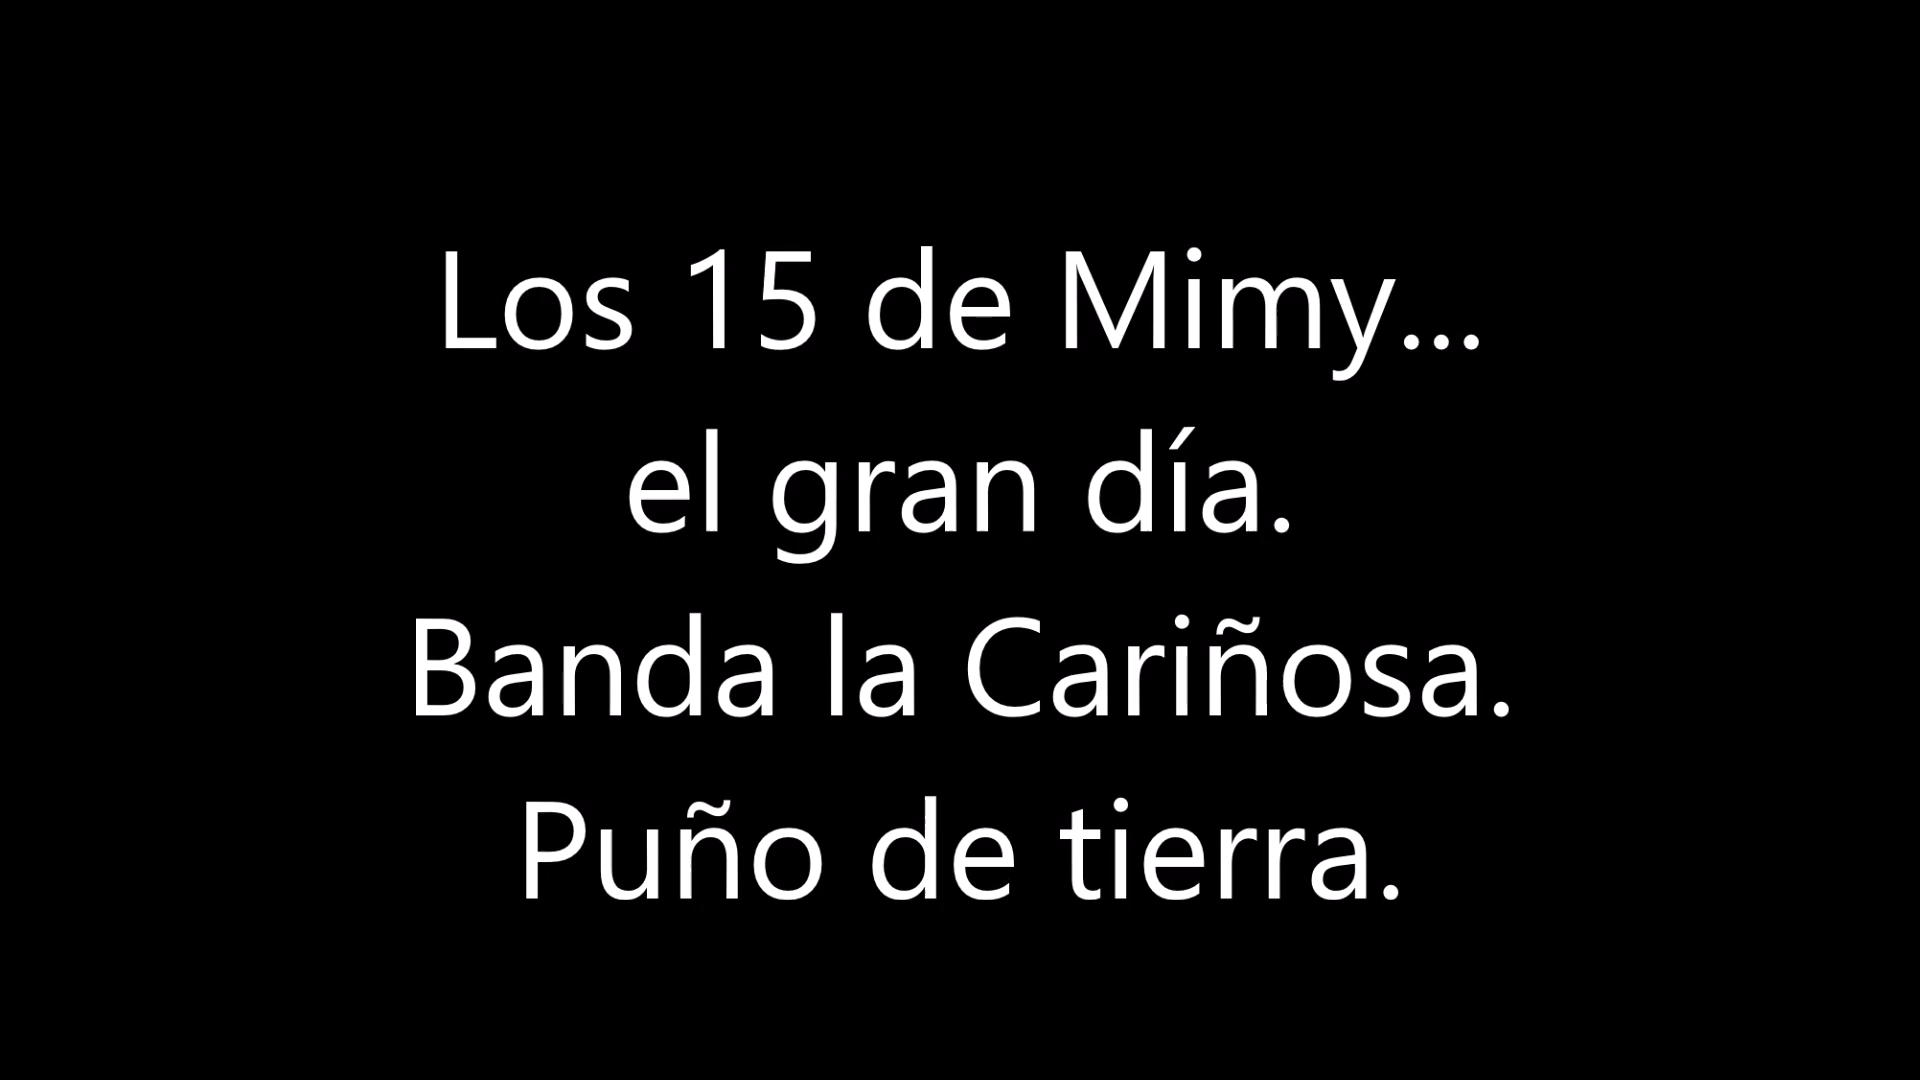 Los 15 de Mimy...
el gran día.
Banda la Cariñosa.
Puño de tierra.